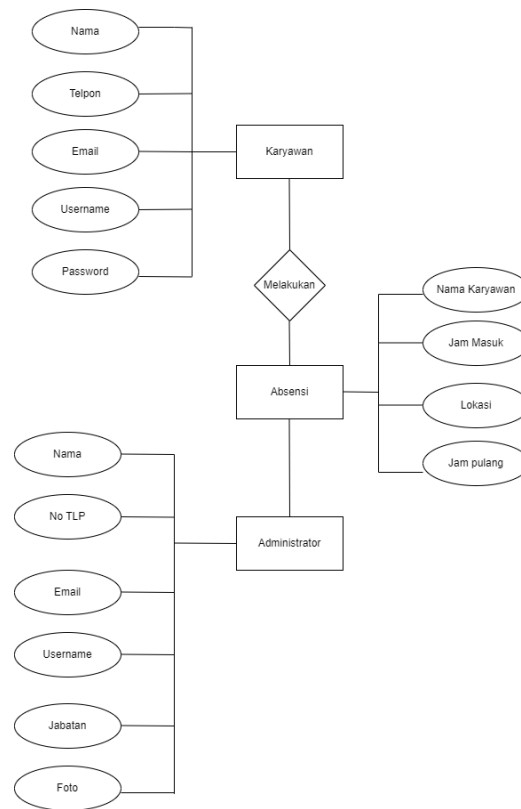 Nama
Telpon
Email
Username
Password
Karyawan
Melakukan
Absensi
Nama Karyawan
Jam Masuk
Lokasi
Jam pulang
Administrator
Nama
No TLP
Email
Username
Jabatan
Foto